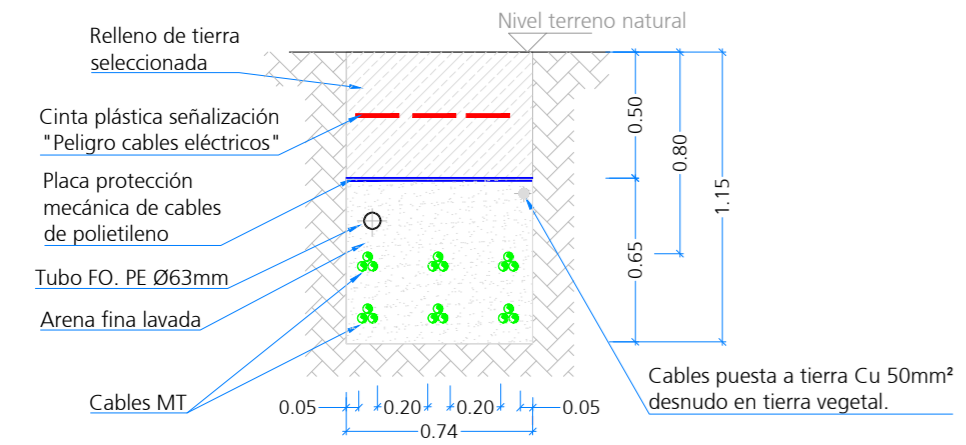 Nivel terreno natural
Relleno de tierra
seleccionada
Cinta plástica señalización
"Peligro cables eléctricos"
Placa protección
mecánica de cables
de polietileno
Tubo FO. PE Ø63mm
Arena fina lavada
Cables MT
0.50
0.80
1.15
0.65
Cables puesta a tierra Cu 50mm²
desnudo en tierra vegetal.
0.05 0.20 0.20 0.05
0.74